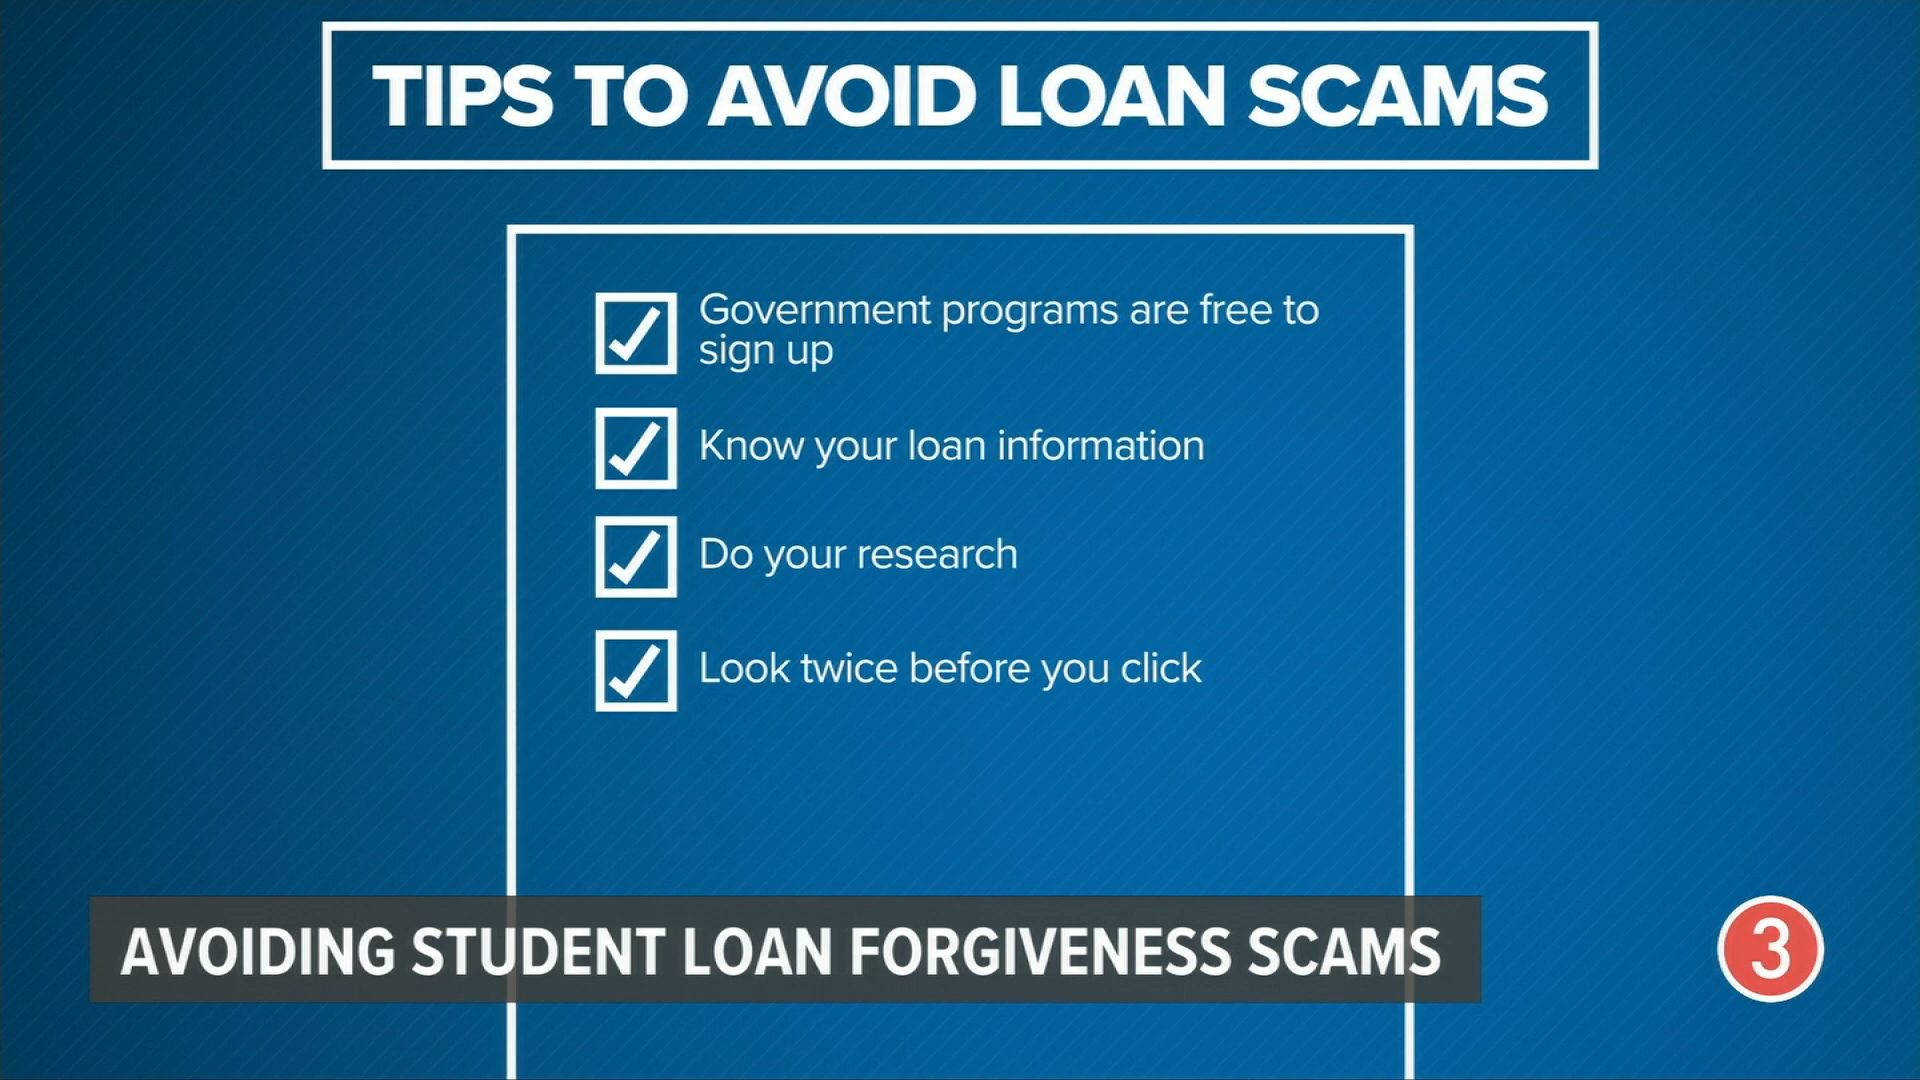 TIPS TO AVOID LOAN SCAMS
Government programs are free to
sign up
Know your loan information
Do your research
Look twice before you click
AVOIDING STUDENT LOAN FORGIVENESS SCAMS
3